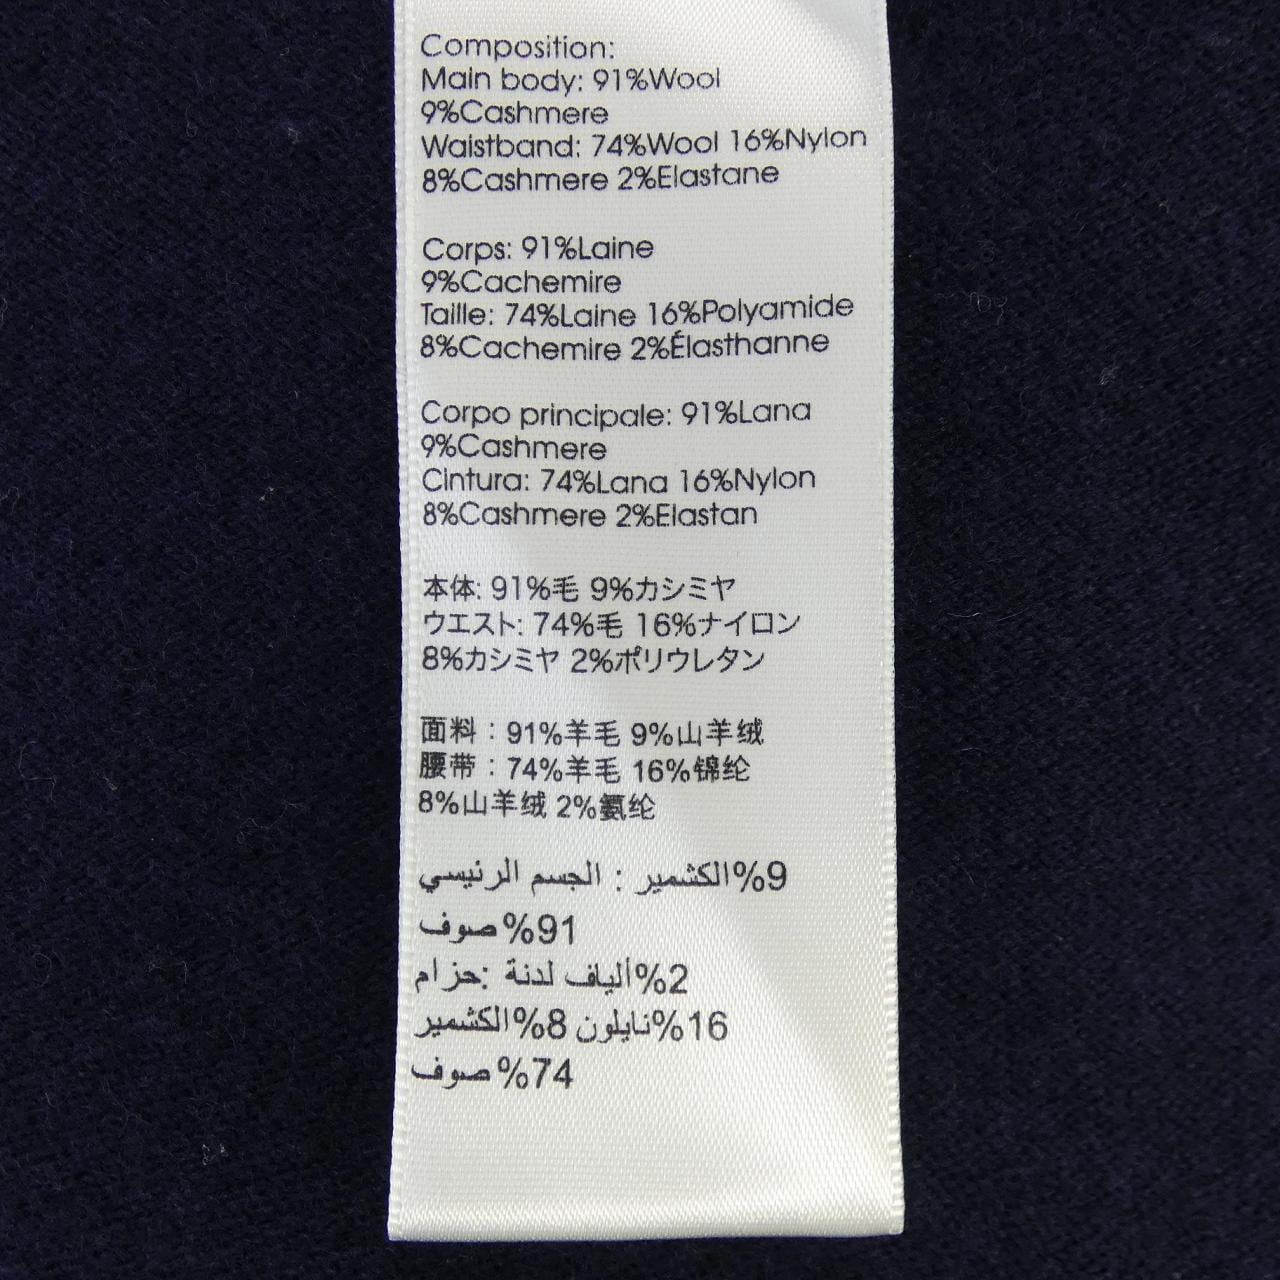 Composition:
Main body: 91%Wool
9%Cashmere
Waistband: 74%Wool 16%Nylon
8%Cashmere 2%Elastane
Corps: 91%Laine
9%Cachemire
Taille: 74%Laine 16%Polyamide
8%Cachemire 2%Élasthanne
Corpo principale: 91%Lana
9%Cashmere
Cintura: 74%Lana 16%Nylon
8%Cashmere 2%Elastan
本体: 91%毛 9%カシミヤ
ウエスト: 74%毛 16%ナイロン
8%カシミヤ 2%ポリウレタン
面料：91%羊毛 9%山羊绒
腰带：74%羊毛 16%锦纶
8%山羊绒 2%氨纶
9%الكشمير : الجسم الرئيسي
91%صوف
2%ألياف لدنة :حزام
16%نايلون 8%الكشمير
74%صوف